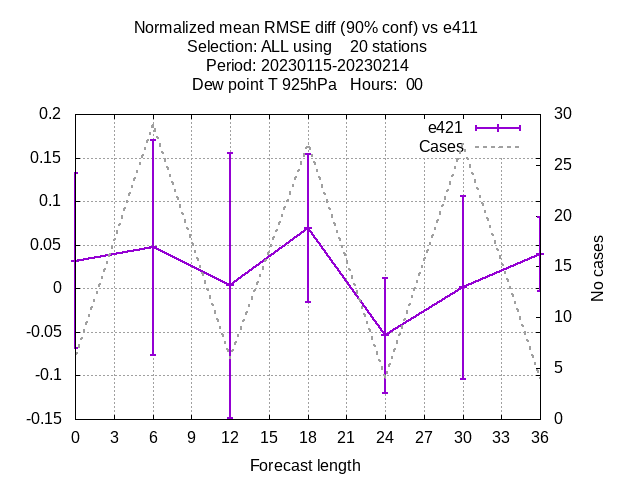 Normalized mean RMSE diff (90% conf) vs e411
Selection: ALL using    20 stations
Period: 20230115-20230214
Dew point T 925hPa   Hours:  00
e421
Cases
0.2
0.15
0.1
0.05
0
-0.05
-0.1
-0.15
30
25
20
15
10
5
0
No cases
0 3 6 9 12 15 18 21 24 27 30 33 36
Forecast length